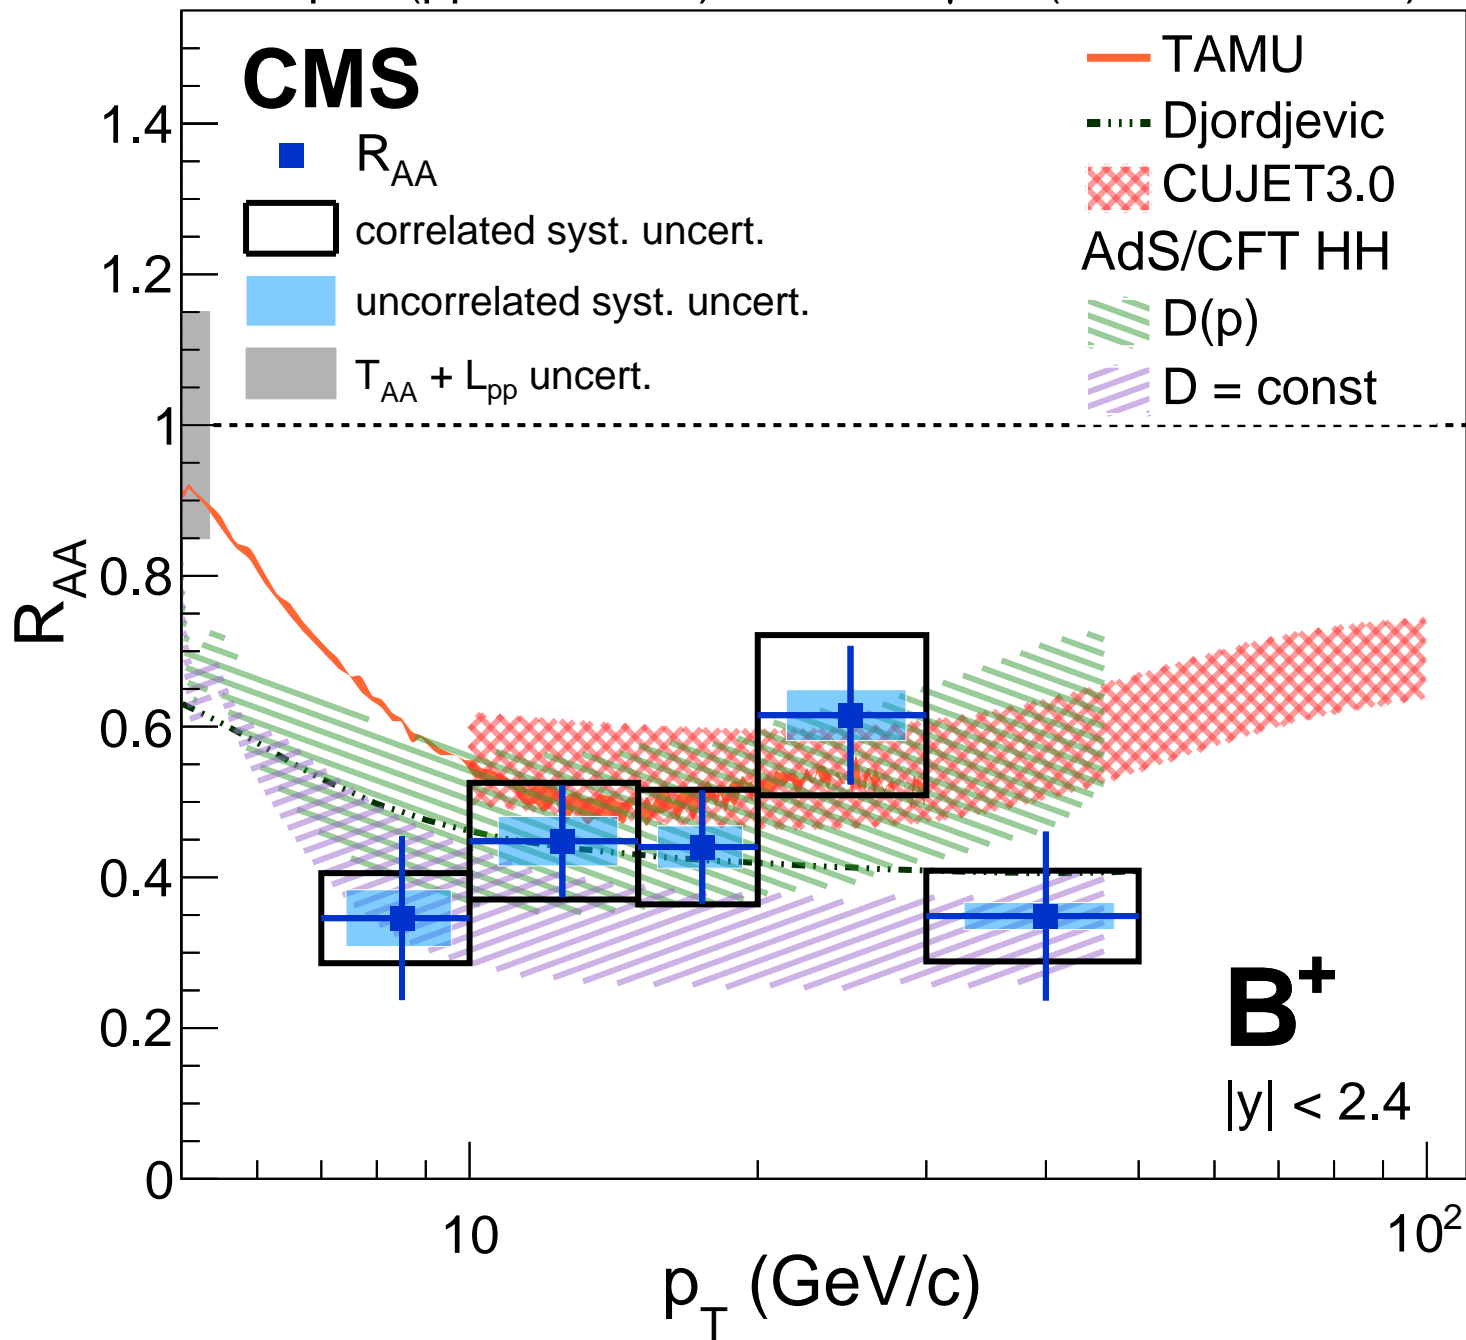 CMS
R_AA
correlated syst. uncert.
uncorrelated syst. uncert.
T_AA + L_pp uncert.
TAMU
Djordjevic
CUJET3.0
AdS/CFT HH
D(p)
D = const
1.4
1.2
1
0.8
0.6
0.4
0.2
0
R_AA
B⁺
|y| < 2.4
10
10²
p_T (GeV/c)